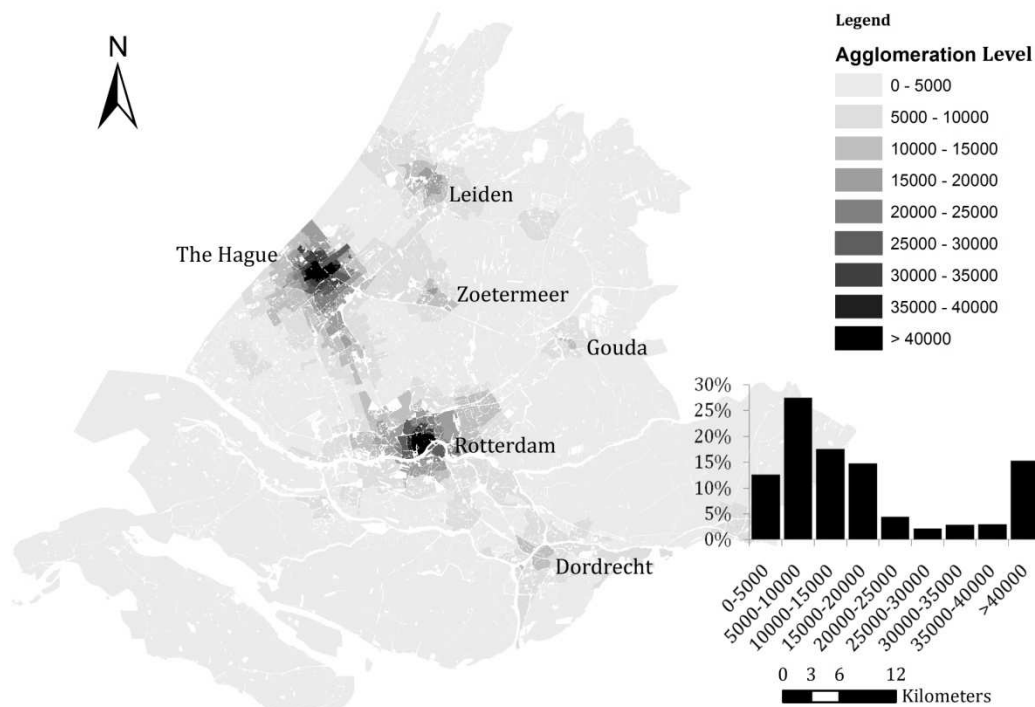 N
Legend
Agglomeration Level
0 - 5000
5000 - 10000
10000 - 15000
15000 - 20000
20000 - 25000
25000 - 30000
30000 - 35000
35000 - 40000
> 40000
Leiden
The Hague
Zoetermeer
Gouda
Rotterdam
Dordrecht
30%
25%
20%
15%
10%
5%
0%
0-5000
5000-10000
10000-15000
15000-20000
20000-25000
25000-30000
30000-35000
35000-40000
>40000
0 3 6 12
Kilometers